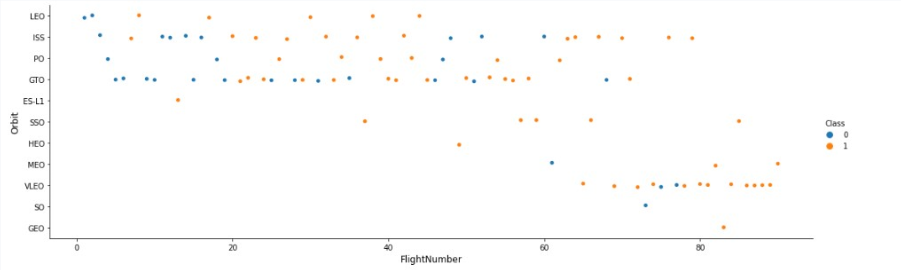 LEO
ISS
PO
GTO
ES-L1
SSO
HEO
MEO
VLEO
SO
GEO
Orbit
0 20 40 60 80
FlightNumber
Class
0
1